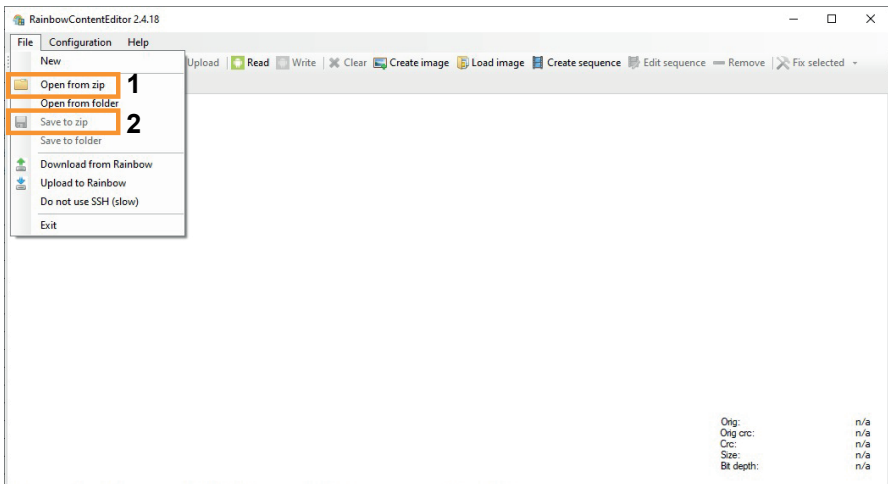 RainbowContentEditor 2.4.18
File Configuration Help
Upload Read Write Clear Create image Load image Create sequence Edit sequence Remove Fix selected
New
Open from zip 1
Open from folder
Save to zip 2
Save to folder
Download from Rainbow
Upload to Rainbow
Do not use SSH (slow)
Exit
Orig: n/a
Orig crc: n/a
Crc: n/a
Size: n/a
Bit depth: n/a